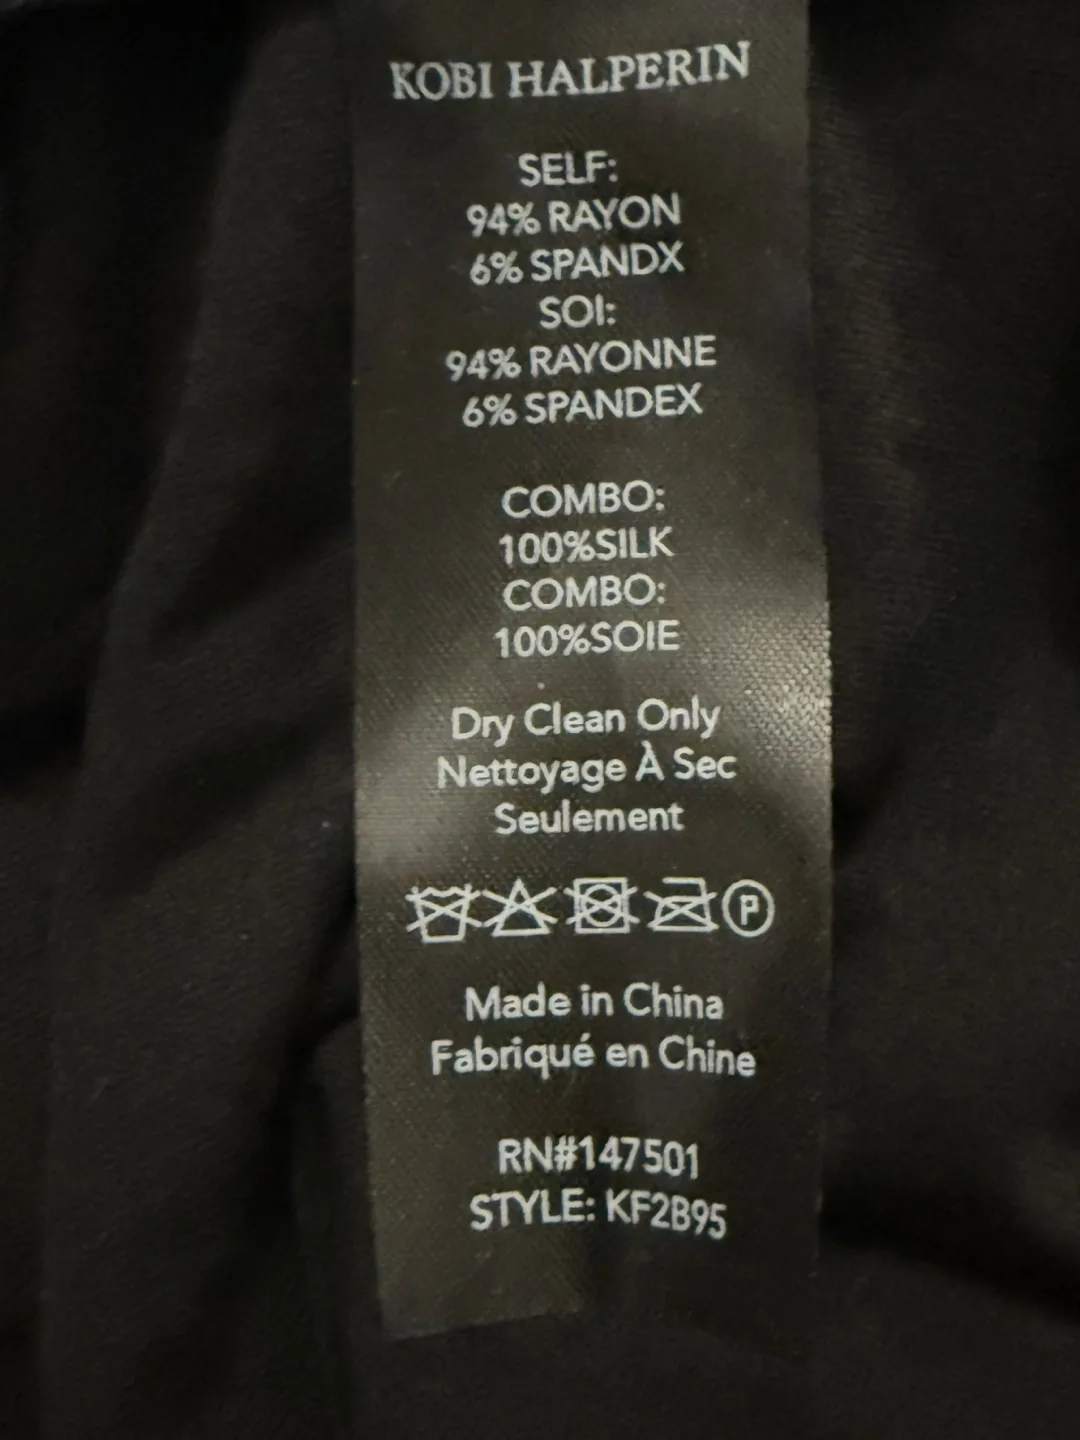 KOBI HALPERIN
SELF:
94% RAYON
6% SPANDX
SOI:
94% RAYONNE
6% SPANDEX
COMBO:
100%SILK
COMBO:
100%SOIE
Dry Clean Only
Nettoyage À Sec
Seulement
P
Made in China
Fabriqué en Chine
RN#147501
STYLE: KF2B95